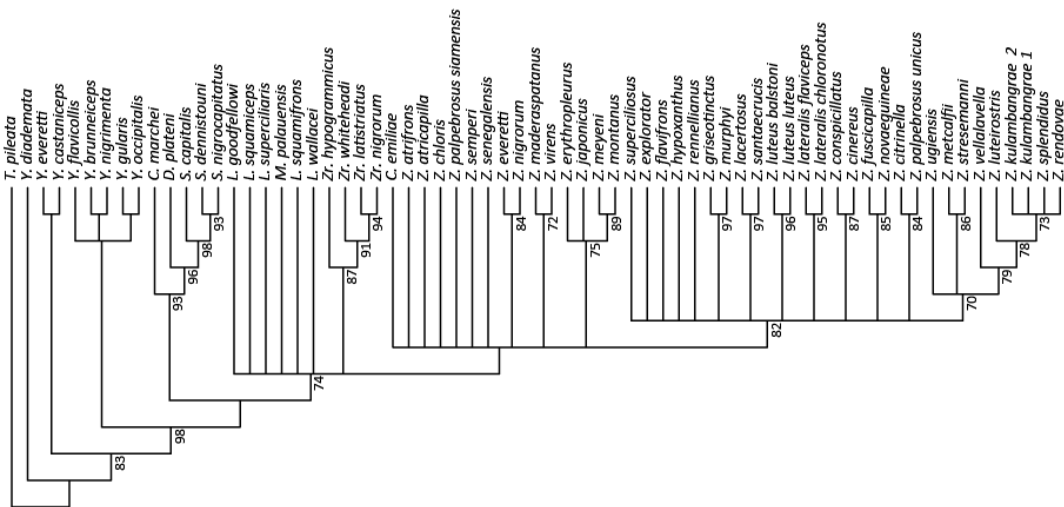 T. pileata
Y. diademata
Y. everetti
Y. castaniceps
Y. flavicollis
Y. brunneiceps
Y. nigrimenta
Y. gularis
Y. occipitalis
C. marchei
D. plateni
S. capitalis
S. dennistouni
S. nigrocapitatus
L. goodfellowi
L. squamiceps
L. superciliaris
M. palauensis
L. squamifrons
L. wallacei
Zr. hypogrammicus
Zr. whiteheadi
Zr. latistriatus
Zr. nigrorum
C. emiliae
Z. atrifrons
Z. atricapilla
Z. chloris
Z. palpebrosus siamensis
Z. semperi
Z. senegalensis
Z. everetti
Z. nigrorum
Z. maderaspatanus
Z. virens
Z. erythropleurus
Z. japonicus
Z. meyeni
Z. montanus
Z. superciliosus
Z. explorator
Z. flavifrons
Z. hypoxanthus
Z. rennellianus
Z. griseotinctus
Z. murphyi
Z. lacertosus
Z. santaecrucis
Z. luteus balstoni
Z. luteus luteus
Z. lateralis flaviceps
Z. lateralis chloronotus
Z. conspicillatus
Z. cinereus
Z. fuscicapilla
Z. novaeguineae
Z. citrinella
Z. palpebrosus unicus
Z. ugiensis
Z. metcalfii
Z. stresemanni
Z. vellalavella
Z. luteirostris
Z. kulambangrae 2
Z. kulambangrae 1
Z. splendidus
Z. rendovae
93
98
96
93
94
91
87
84
72
89
75
97
97
96
95
87
85
84
86
73
78
79
70
82
74
98
83